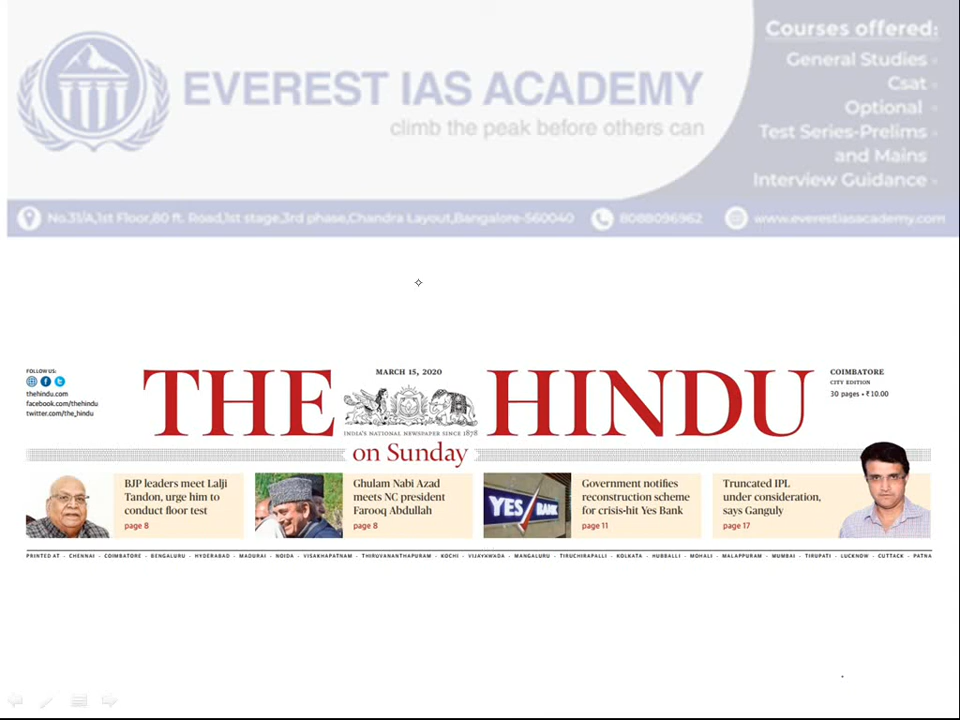 EVEREST IAS ACADEMY
climb the peak before others can
Courses offered:
General Studies
Csat
Optional
Test Series-Prelims
and Mains
Interview Guidance
No.31/A,1st Floor,80 ft. Road,1st stage,3rd phase,Chandra Layout,Bangalore-560040
8088096962
www.everestiasacademy.com
FOLLOW US:
thehindu.com
facebook.com/thehindu
twitter.com/the_hindu
THE HINDU
MARCH 15, 2020
INDIA'S NATIONAL NEWSPAPER SINCE 1878
on Sunday
COIMBATORE
CITY EDITION
30 pages • ₹10.00
BJP leaders meet Lalji
Tandon, urge him to
conduct floor test
page 8
Ghulam Nabi Azad
meets NC president
Farooq Abdullah
page 8
YES BANK
Government notifies
reconstruction scheme
for crisis-hit Yes Bank
page 11
Truncated IPL
under consideration,
says Ganguly
page 17
PRINTED AT - CHENNAI - COIMBATORE - BENGALURU - HYDERABAD - MADURAI - NOIDA - VISAKHAPATNAM - THIRUVANANTHAPURAM - KOCHI - VIJAYAWADA - MANGALURU - TIRUCHIRAPALLI - KOLKATA - HUBBALLI - MOHALI - MALAPPURAM - MUMBAI - TIRUPATI - LUCKNOW - CUTTACK - PATNA